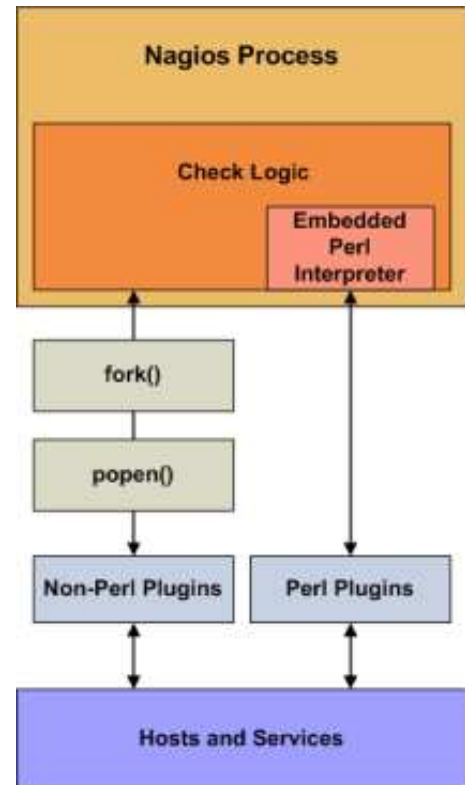 Nagios Process
Check Logic
Embedded
Perl
Interpreter
fork()
popen()
Non-Perl Plugins
Perl Plugins
Hosts and Services